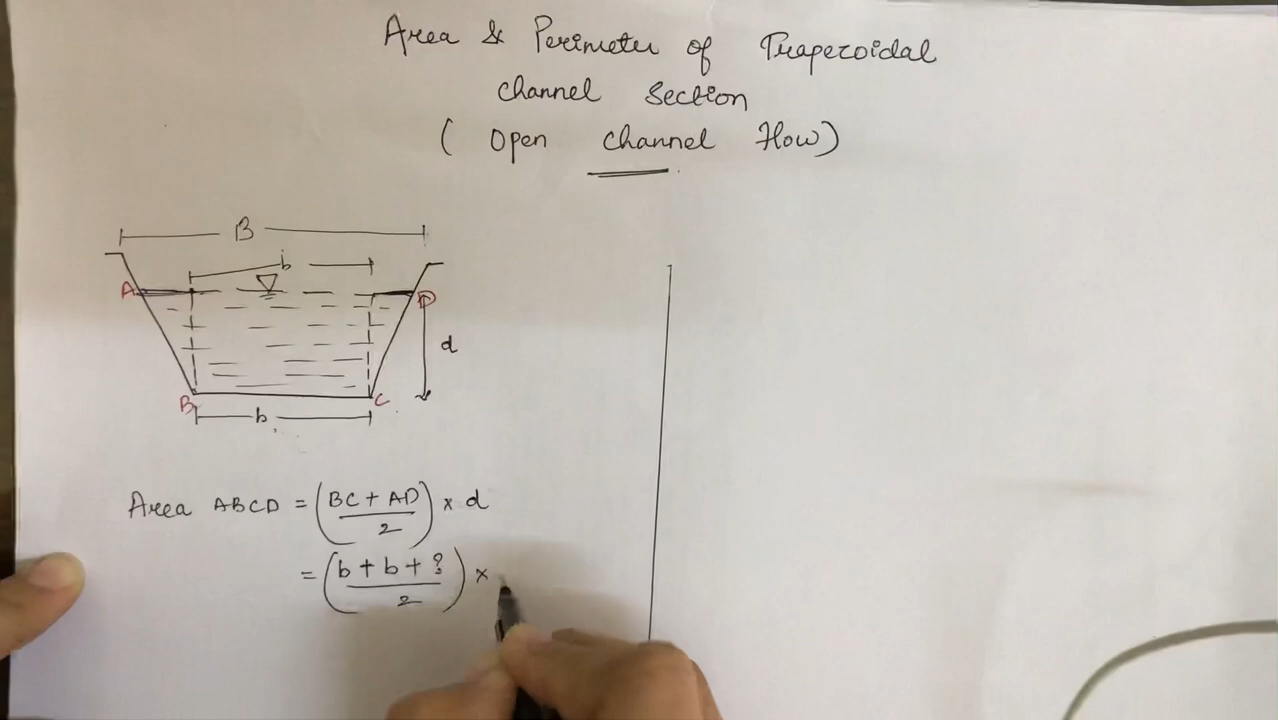 Area & Perimeter of Trapezoidal
channel section
( Open channel flow)
B
b
A
D
d
B
C
b
Area ABCD = (BC + AD / 2) × d
= (b + b + ? / 2) ×